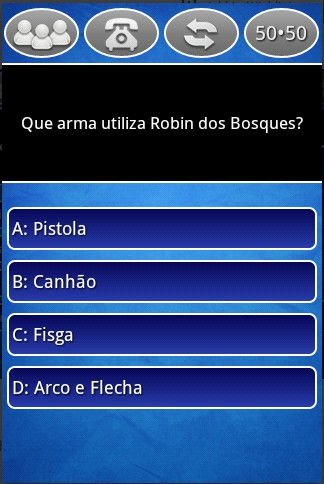 50•50
Que arma utiliza Robin dos Bosques?
A: Pistola
B: Canhão
C: Fisga
D: Arco e Flecha